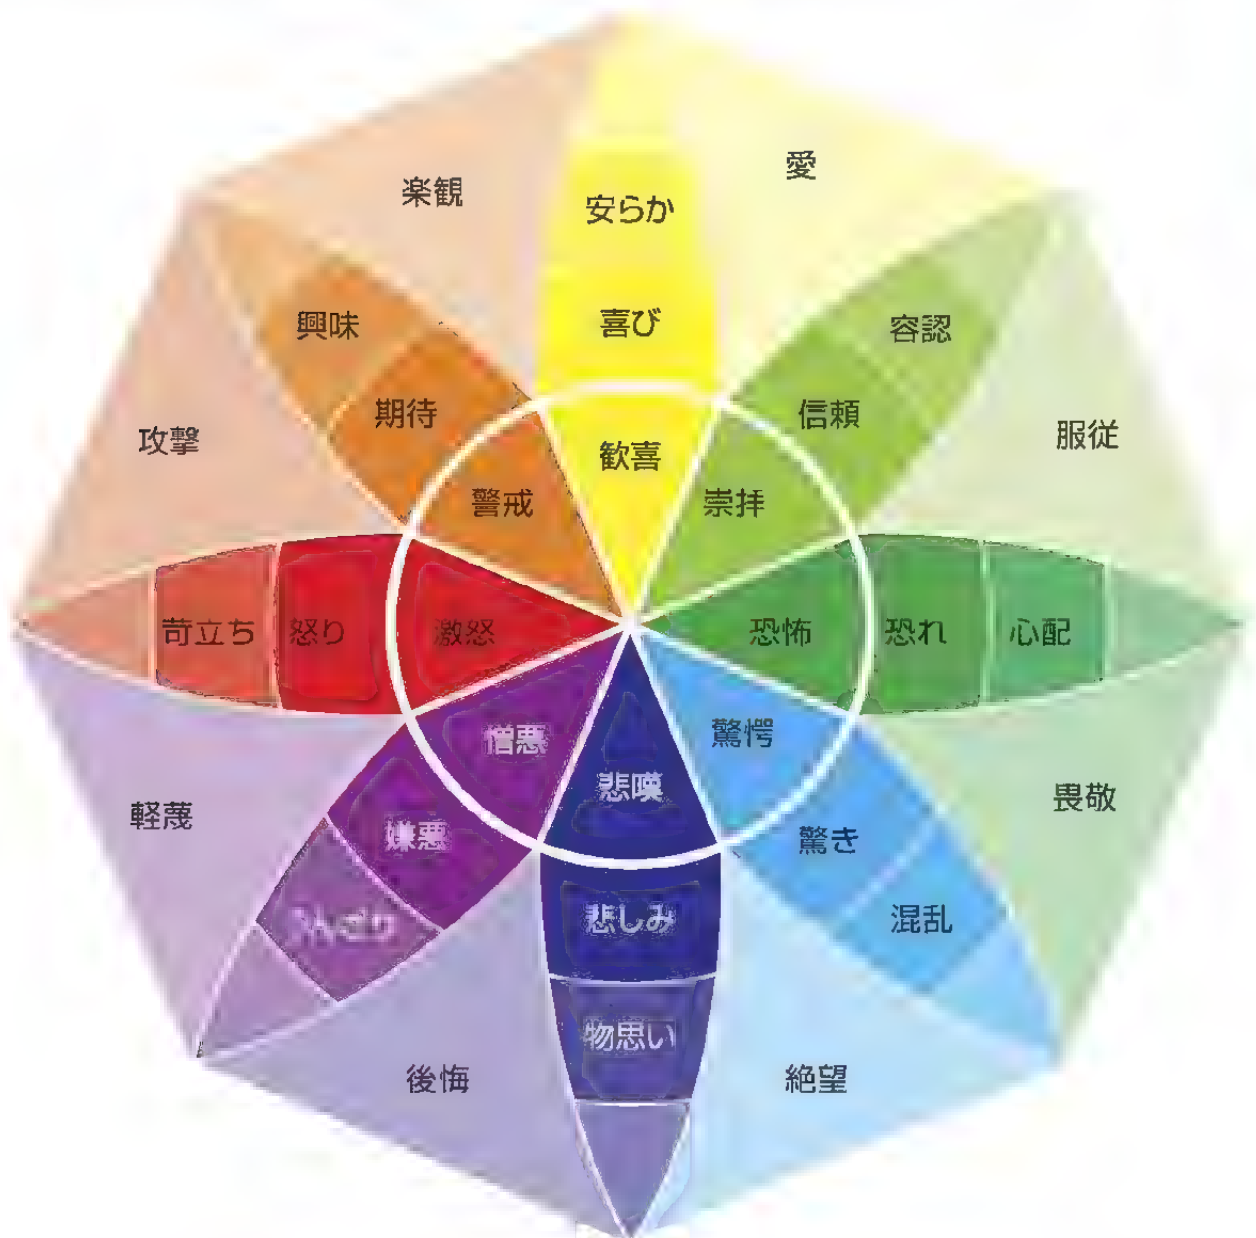 愛
楽観
安らか
喜び
興味
容認
期待
信頼
攻撃
服従
歓喜
警戒
崇拝
苛立ち
怒り
激怒
恐怖
恐れ
心配
憎悪
驚愕
悲嘆
軽蔑
畏敬
嫌悪
驚き
悲しみ
混乱
物思い
後悔
絶望